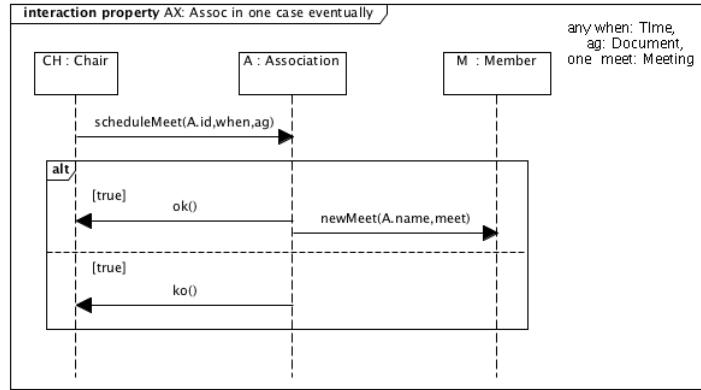 interaction property AX: Assoc in one case eventually
any when: TIme,
ag: Document,
one meet: Meeting
CH : Chair
A : Association
M : Member
scheduleMeet(A.id,when,ag)
alt
[true]
ok()
newMeet(A.name,meet)
[true]
ko()